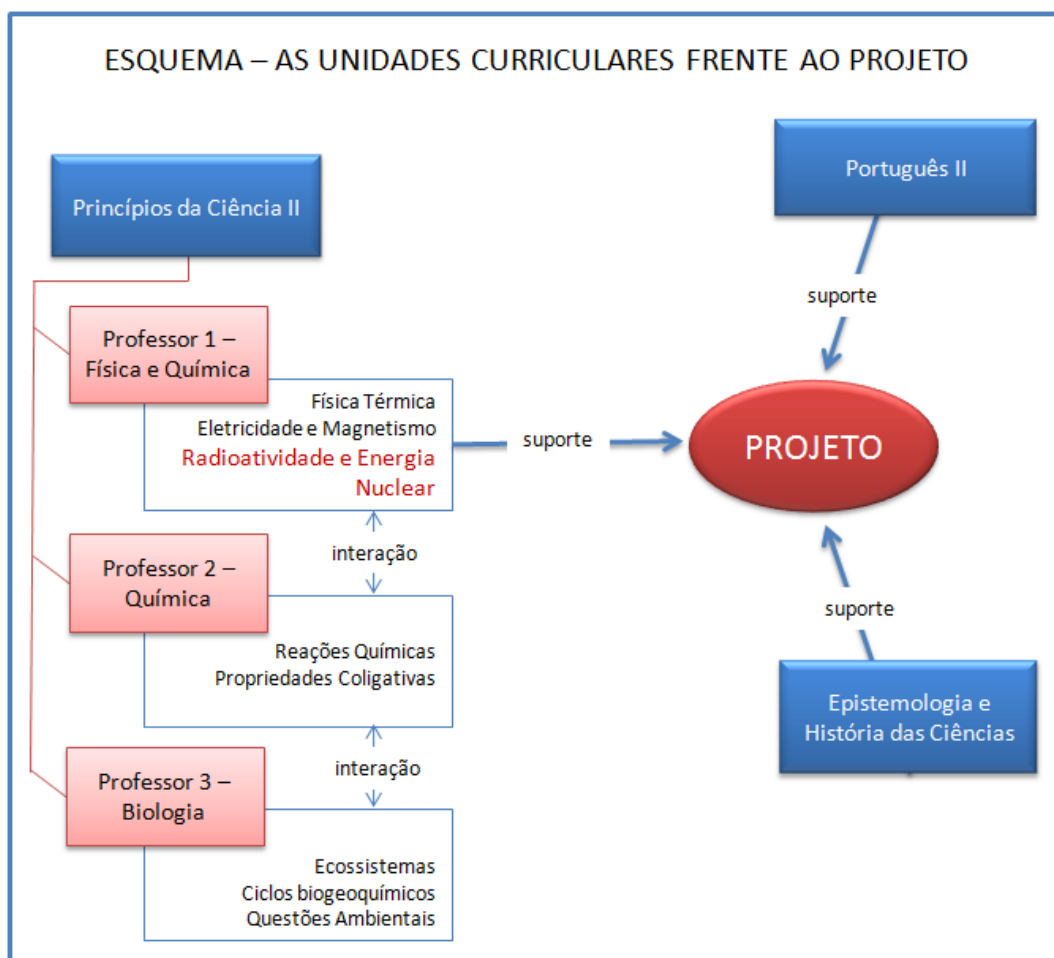 ESQUEMA – AS UNIDADES CURRICULARES FRENTE AO PROJETO
Princípios da Ciência II
Professor 1 –
Física e Química
Física Térmica
Eletricidade e Magnetismo
Radioatividade e Energia
Nuclear
interação
Professor 2 –
Química
Reações Químicas
Propriedades Coligativas
interação
Professor 3 –
Biologia
Ecossistemas
Ciclos biogeoquímicos
Questões Ambientais
suporte
Português II
suporte
PROJETO
suporte
Epistemologia e
História das Ciências